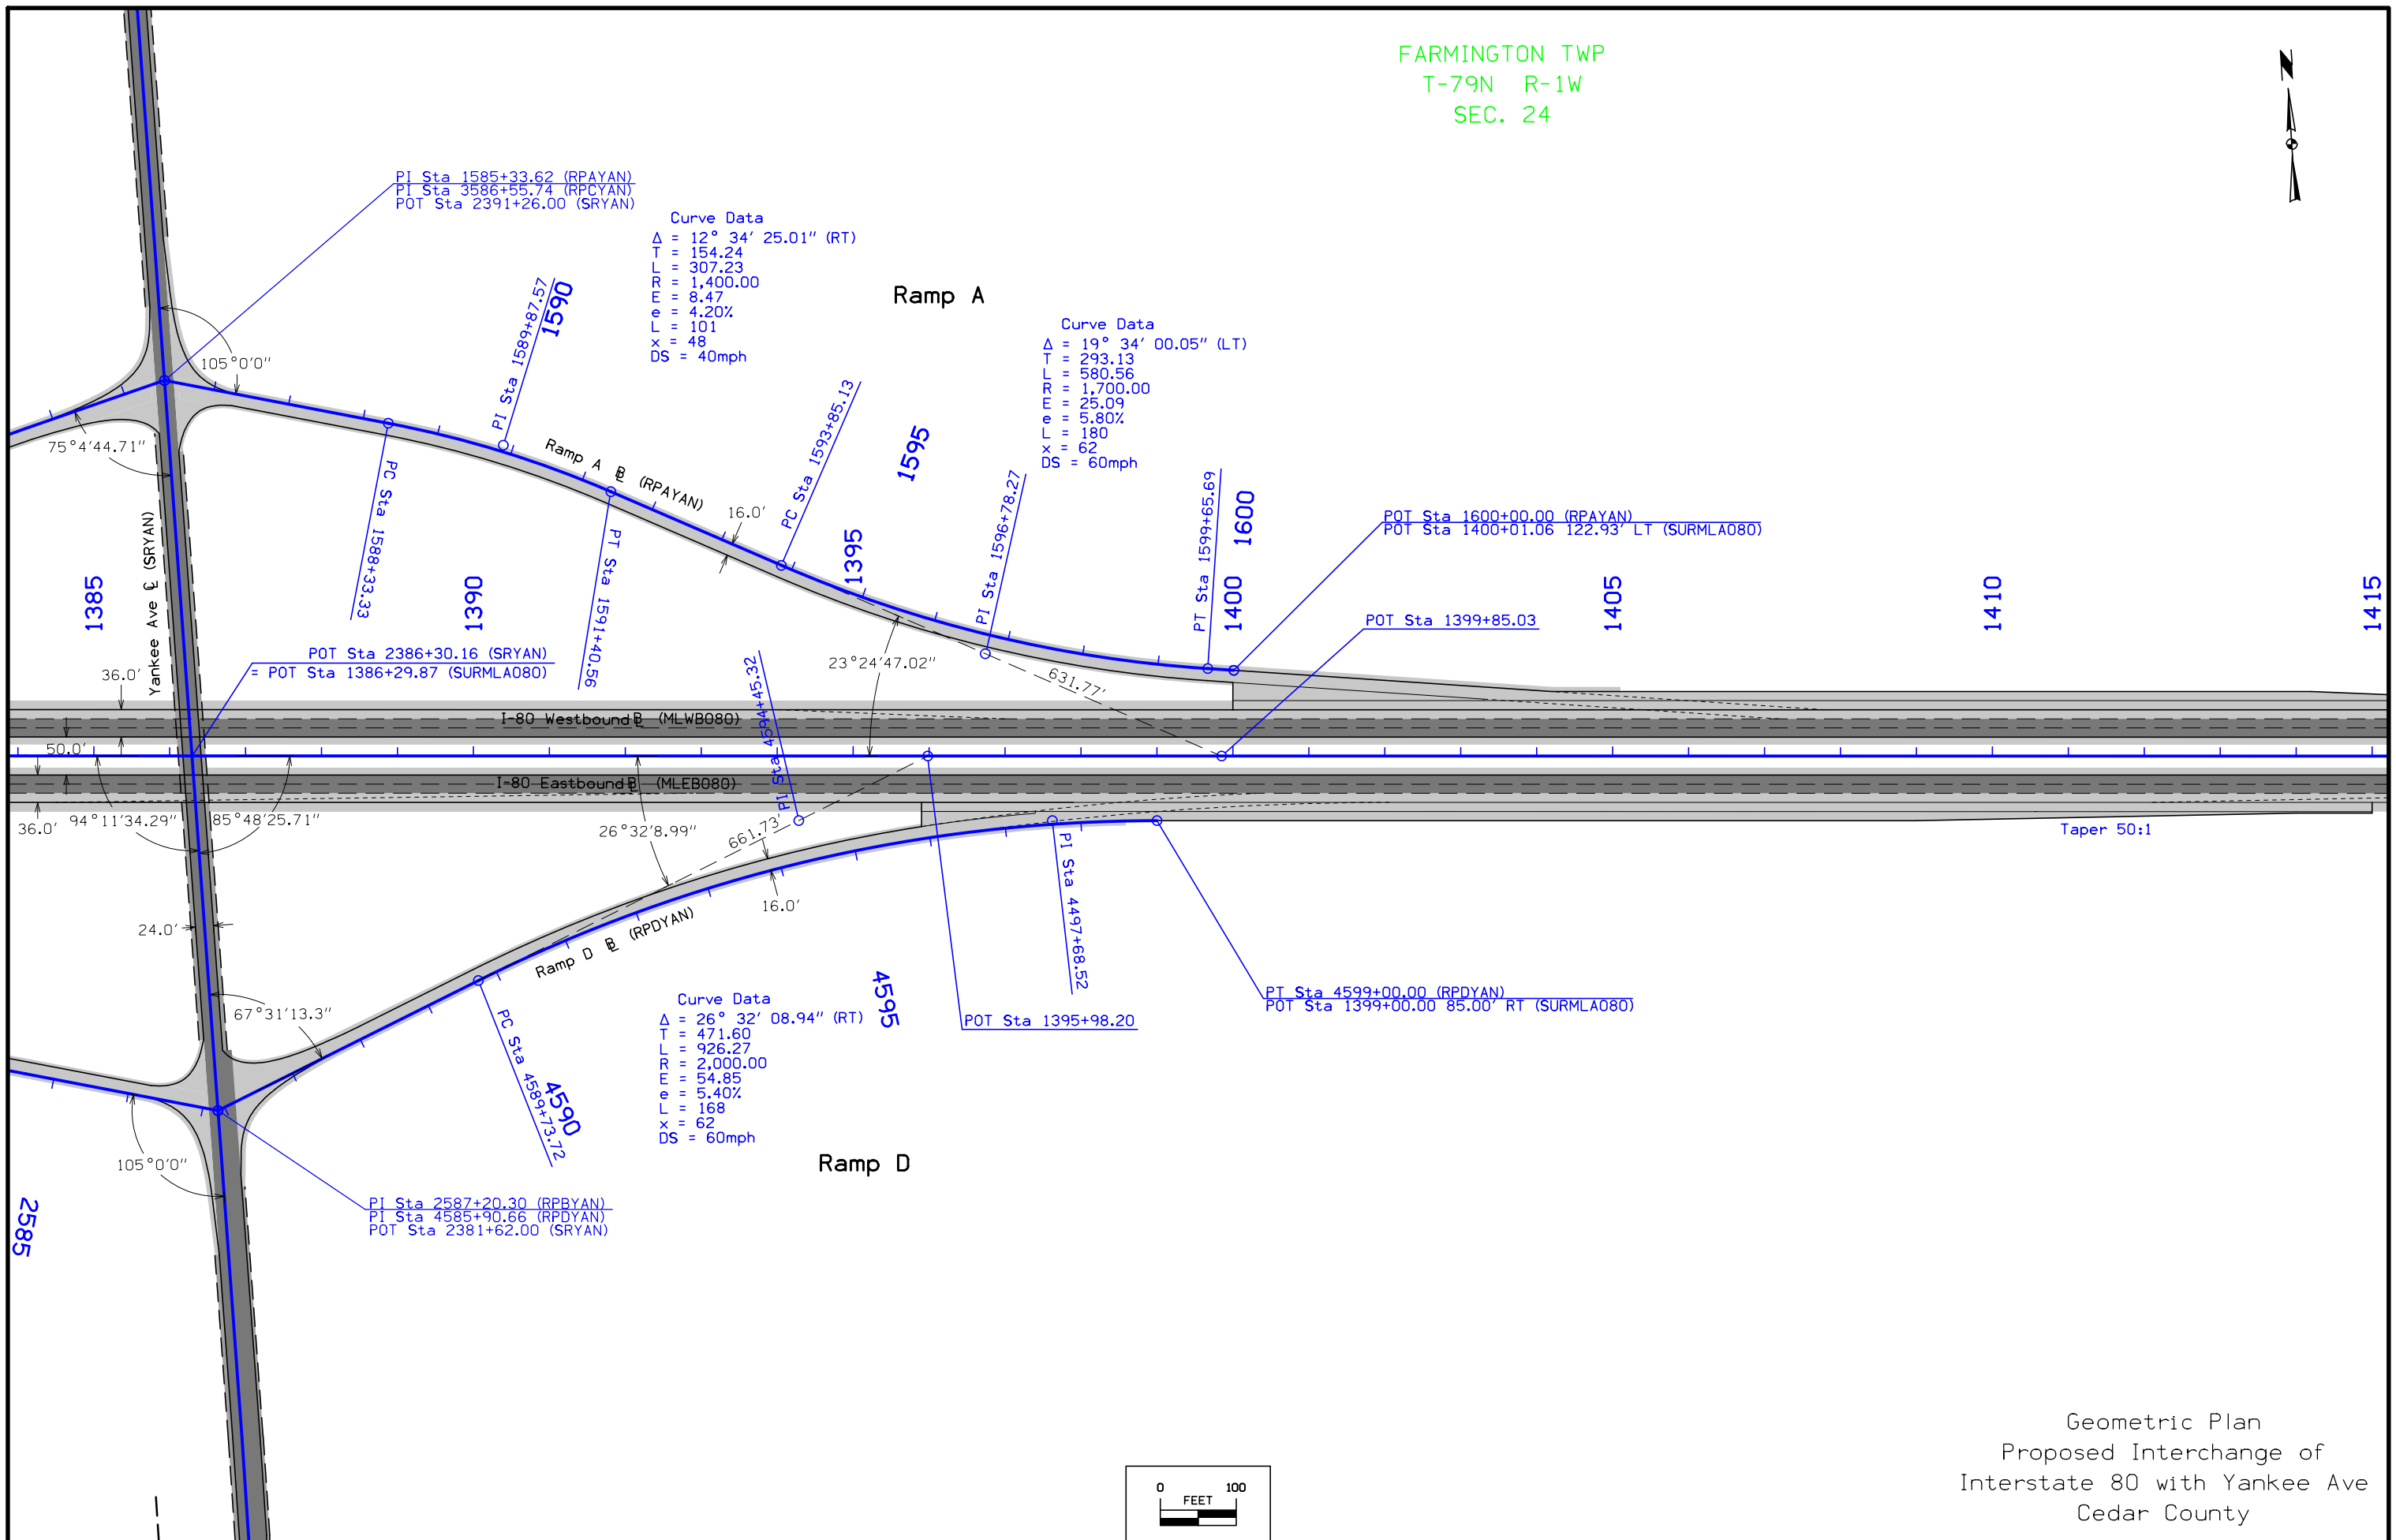 FARMINGTON TWP
T-79N R-1W
SEC. 24
N
PI Sta 1585+33.62 (RPAYAN)
PI Sta 3586+55.74 (RPCYAN)
POT Sta 2391+26.00 (SRYAN)
Curve Data
Δ = 12° 34' 25.01" (RT)
T = 154.24
L = 307.23
R = 1,400.00
E = 8.47
e = 4.20%
L = 101
x = 48
DS = 40mph
Ramp A
Curve Data
Δ = 19° 34' 00.05" (LT)
T = 293.13
L = 580.56
R = 1,700.00
E = 25.09
e = 5.80%
L = 180
x = 62
DS = 60mph
PI Sta 1589+87.57
1590
105°0'0"
75°4'44.71"
PC Sta 1588+33.33
Ramp A ℄ (RPAYAN)
16.0'
PT Sta 1591+40.56
PC Sta 1593+85.13
1595
PI Sta 1596+78.27
PT Sta 1599+65.69
1600
POT Sta 1600+00.00 (RPAYAN)
POT Sta 1400+01.06 122.93' LT (SURMLA080)
Yankee Ave ℄ (SRYAN)
1385
1390
1395
1400
1405
1410
1415
POT Sta 1399+85.03
POT Sta 2386+30.16 (SRYAN)
= POT Sta 1386+29.87 (SURMLA080)
23°24'47.02"
631.77'
PI Sta 4594+45.32
36.0'
I-80 Westbound ℄ (MLWB080)
50.0'
I-80 Eastbound ℄ (MLEB080)
36.0'
94°11'34.29"
85°48'25.71"
26°32'8.99"
661.73'
Taper 50:1
16.0'
24.0'
Ramp D ℄ (RPDYAN)
PI Sta 4497+68.52
67°31'13.3"
PC Sta 4589+73.72
4590
4595
Curve Data
Δ = 26° 32' 08.94" (RT)
T = 471.60
L = 926.27
R = 2,000.00
E = 54.85
e = 5.40%
L = 168
x = 62
DS = 60mph
POT Sta 1395+98.20
PT Sta 4599+00.00 (RPDYAN)
POT Sta 1399+00.00 85.00' RT (SURMLA080)
105°0'0"
Ramp D
PI Sta 2587+20.30 (RPBYAN)
PI Sta 4585+90.66 (RPDYAN)
POT Sta 2381+62.00 (SRYAN)
2585
0 100
FEET
Geometric Plan
Proposed Interchange of
Interstate 80 with Yankee Ave
Cedar County